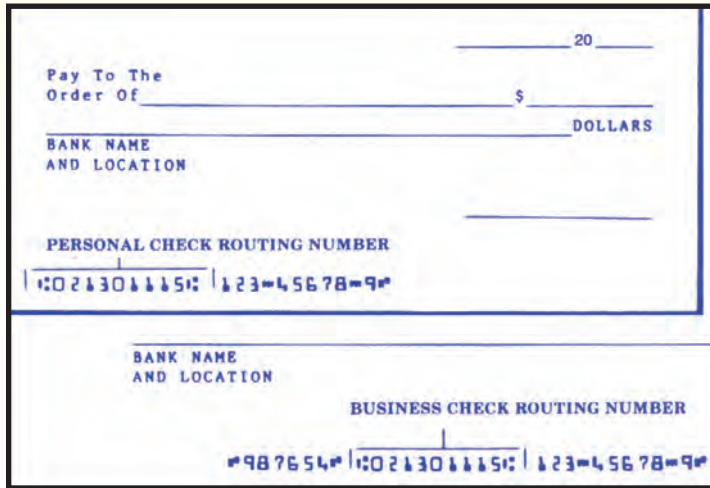 20
Pay To The
Order Of $
DOLLARS
BANK NAME
AND LOCATION
PERSONAL CHECK ROUTING NUMBER
⑆021301115⑆ 123⑉45678⑉9⑈
BANK NAME
AND LOCATION
BUSINESS CHECK ROUTING NUMBER
⑈987654⑈ ⑆021301115⑆ 123⑉45678⑉9⑈